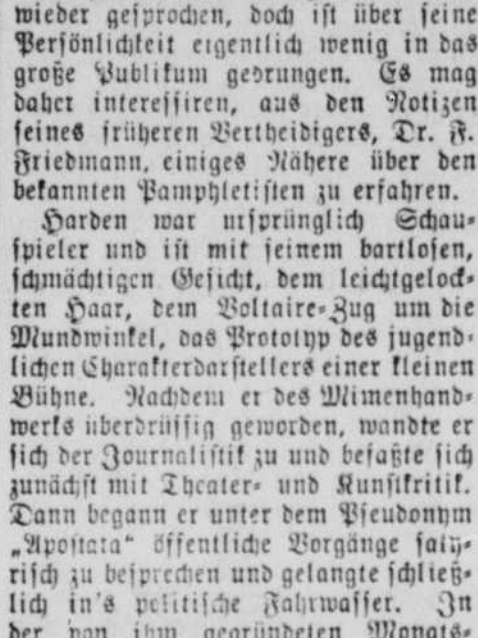 wieder gesprochen, doch ist über seine
Persönlichkeit eigentlich wenig in das
große Publikum gedrungen. Es mag
daher interessiren, aus den Notizen
seines früheren Vertheidigers, Dr. F.
Friedmann, einiges Nähere über den
bekannten Pamphletisten zu erfahren.
Harden war ursprünglich Schau-
spieler und ist mit seinem bartlosen,
schmächtigen Gesicht, dem leichtgelock-
ten Haar, dem Voltaire-Zug um die
Mundwinkel, das Prototyp des jugend-
lichen Charakterdarstellers einer kleinen
Bühne. Nachdem er des Mimenhand-
werks überdrüssig geworden, wandte er
sich der Journalistik zu und befaßte sich
zunächst mit Theater- und Kunstkritik.
Dann begann er unter dem Pseudonym
„Apostata“ öffentliche Vorgänge saty-
risch zu besprechen und gelangte schließ-
lich in's politische Fahrwasser. In
der von ihm gegründeten Monats-